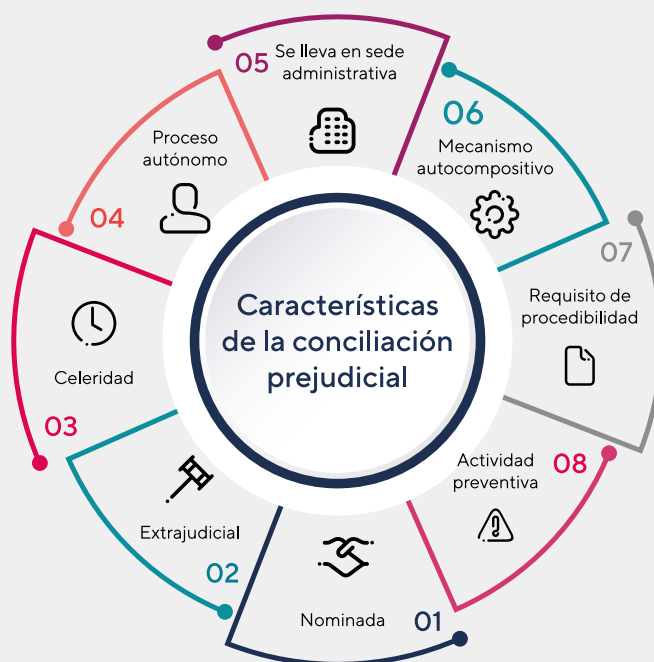 Características
de la conciliación
prejudicial
01
Nominada
02
Extrajudicial
03
Celeridad
04
Proceso
autónomo
05
Se lleva en sede
administrativa
06
Mecanismo
autocompositivo
07
Requisito de
procedibilidad
08
Actividad
preventiva